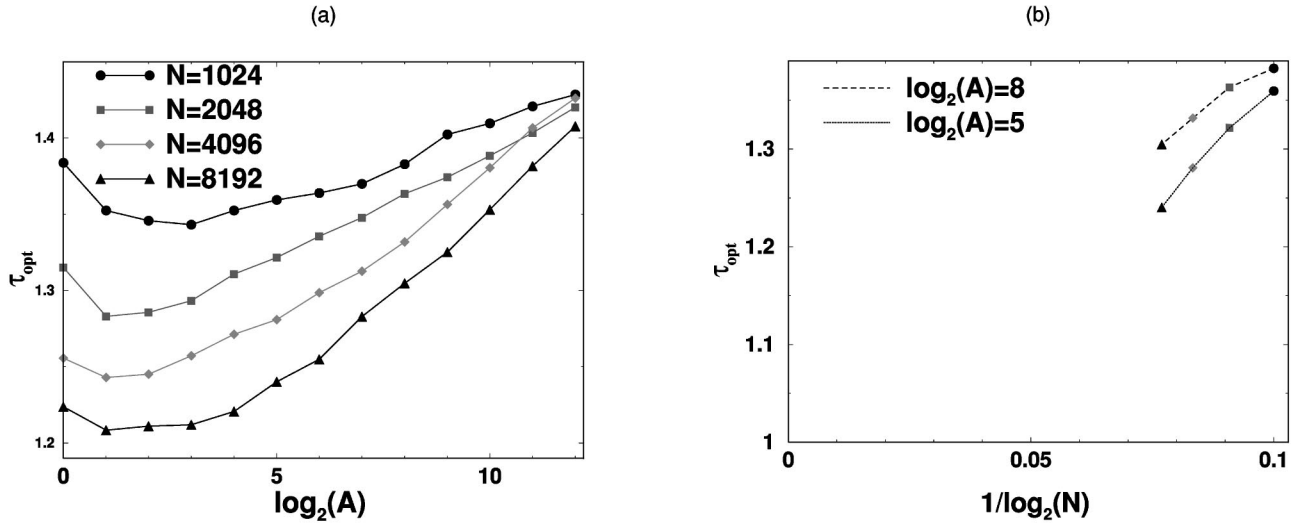 (a)
N=1024
N=2048
N=4096
N=8192
1.4
1.3
1.2
τopt
0
5
10
log2(A)
(b)
log2(A)=8
log2(A)=5
1.3
1.2
1.1
1
τopt
0
0.05
0.1
1/log2(N)